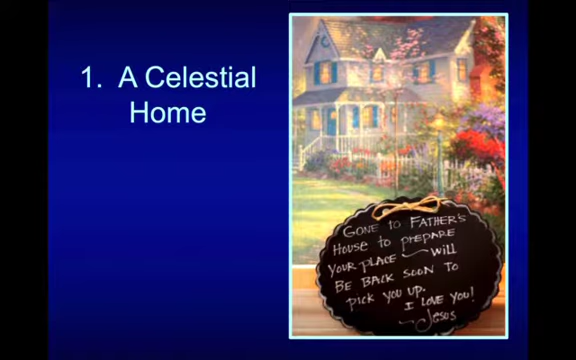 1. A Celestial
Home
GONE TO FATHER'S
HOUSE TO PREPARE
YOUR PLACE — WILL
BE BACK SOON TO
PICK YOU UP.
I LOVE YOU!
~Jesus